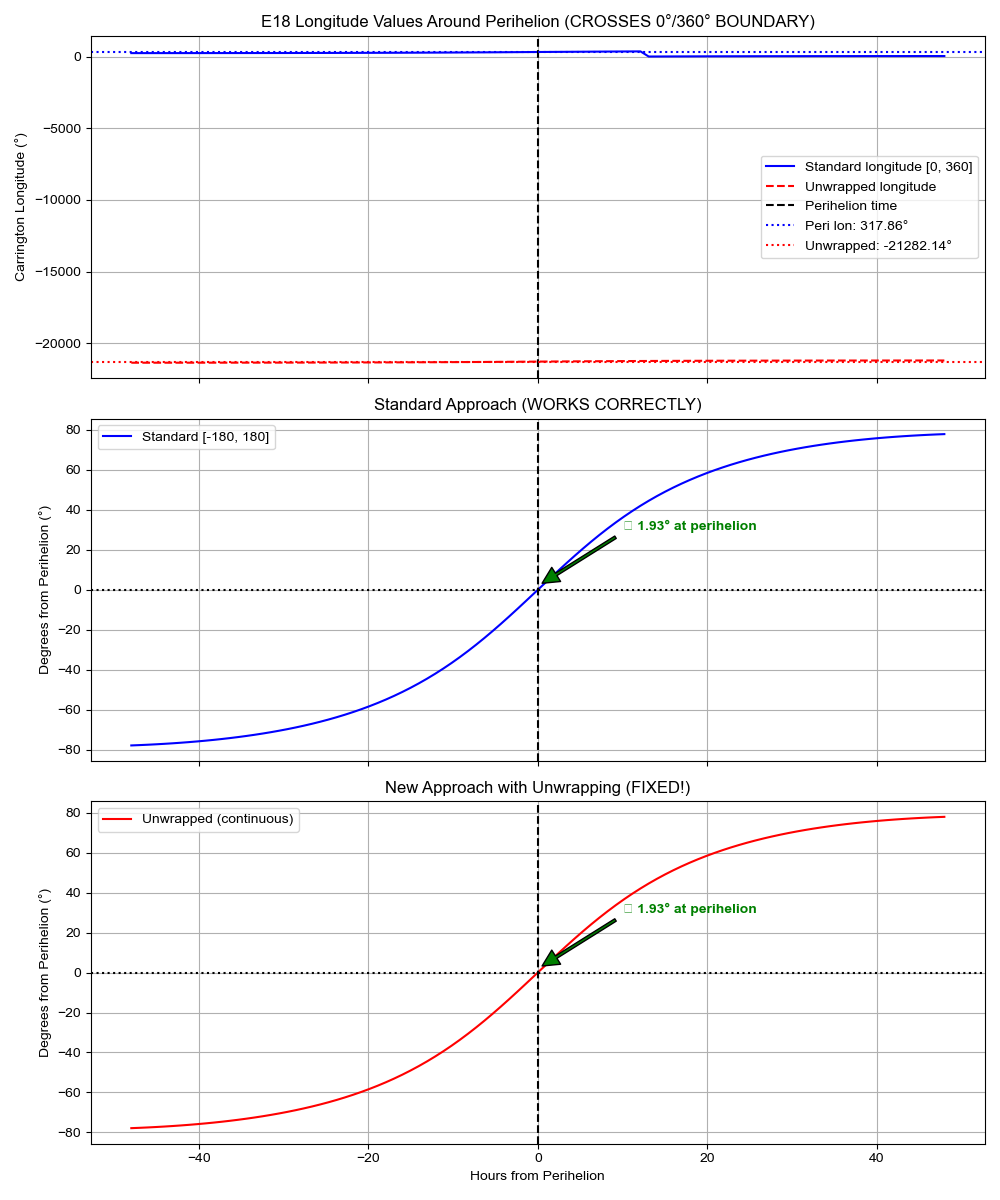 E18 Longitude Values Around Perihelion (CROSSES 0°/360° BOUNDARY)
Carrington Longitude (°)
0
−5000
−10000
−15000
−20000
Standard longitude [0, 360]
Unwrapped longitude
Perihelion time
Peri lon: 317.86°
Unwrapped: -21282.14°
Standard Approach (WORKS CORRECTLY)
Degrees from Perihelion (°)
80
60
40
20
0
−20
−40
−60
−80
Standard [-180, 180]
1.93° at perihelion
New Approach with Unwrapping (FIXED!)
Degrees from Perihelion (°)
80
60
40
20
0
−20
−40
−60
−80
Unwrapped (continuous)
1.93° at perihelion
−40
−20
0
20
40
Hours from Perihelion